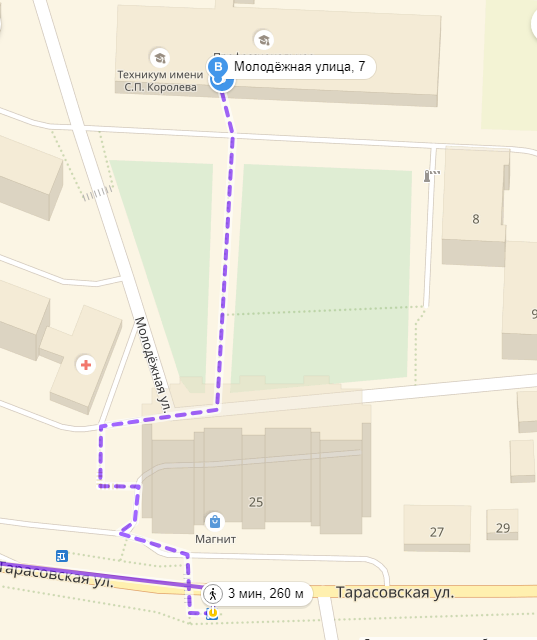 B
Молодёжная улица, 7
Техникум имени
С.П. Королева
8
Молодёжная ул.
25
Магнит
27
29
Тарасовская ул.
3 мин, 260 м
Тарасовская ул.